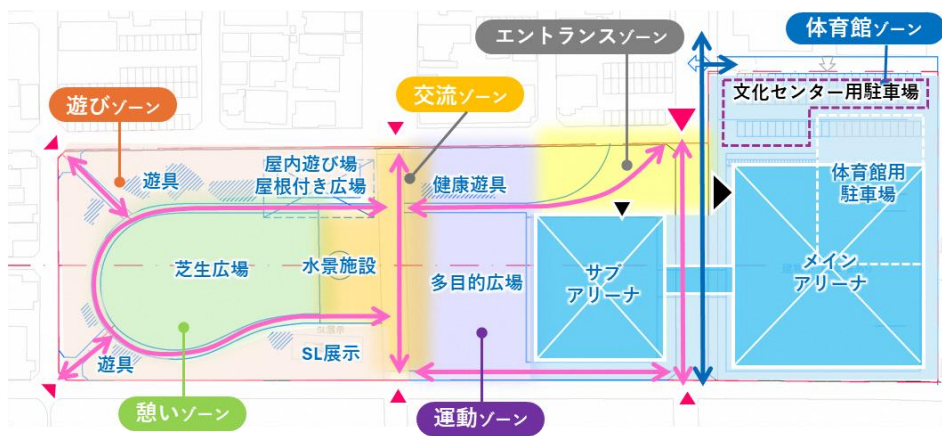 エントランスゾーン
体育館ゾーン
遊びゾーン
交流ゾーン
文化センター用駐車場
屋内遊び場
屋根付き広場
遊具
健康遊具
体育館用
駐車場
芝生広場
水景施設
多目的広場
サブ
アリーナ
メイン
アリーナ
SL展示
SL展示
遊具
憩いゾーン
運動ゾーン